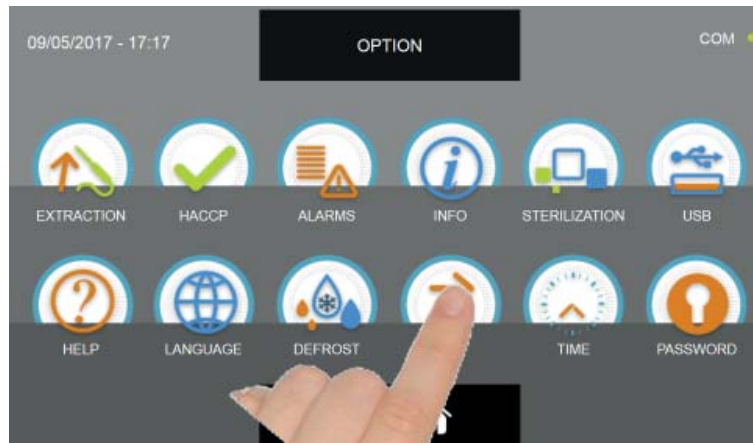 09/05/2017 - 17:17
OPTION
COM
EXTRACTION
HACCP
ALARMS
INFO
STERILIZATION
USB
HELP
LANGUAGE
DEFROST
TIME
PASSWORD